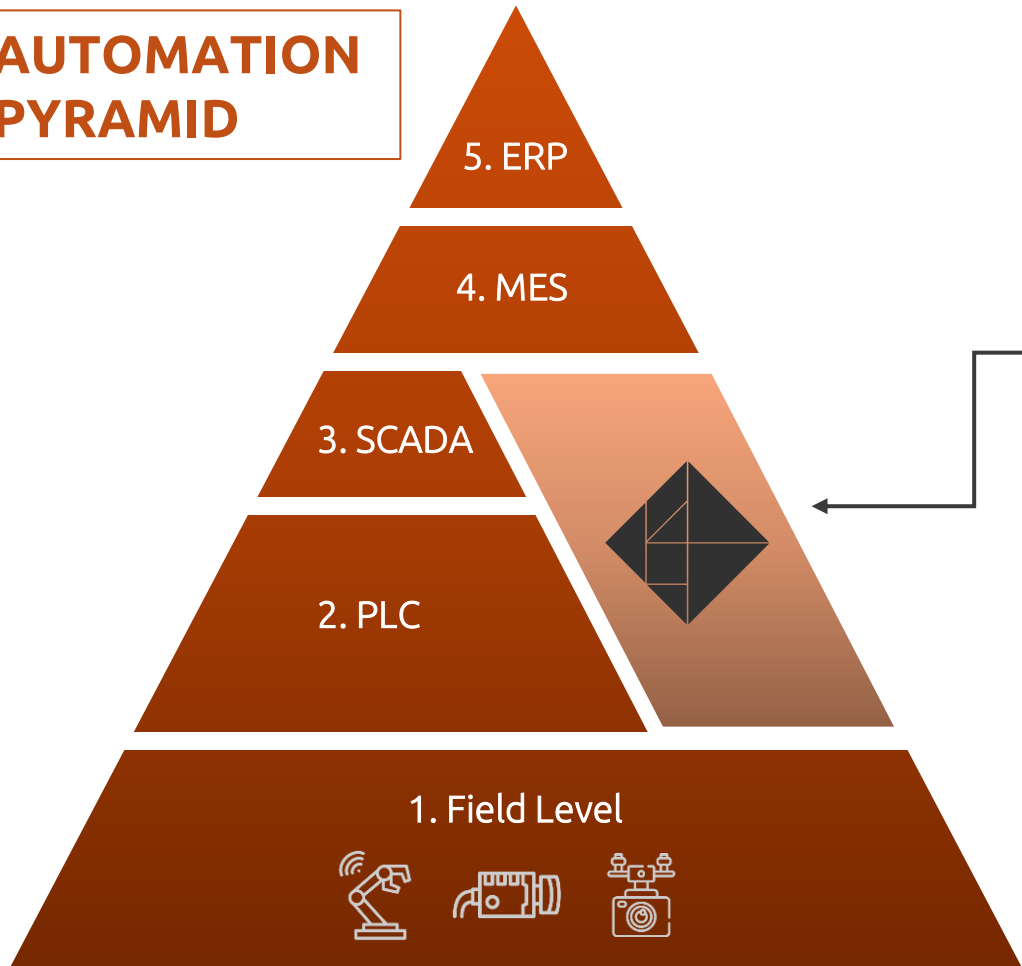 AUTOMATION
PYRAMID
5. ERP
4. MES
3. SCADA
2. PLC
1. Field Level